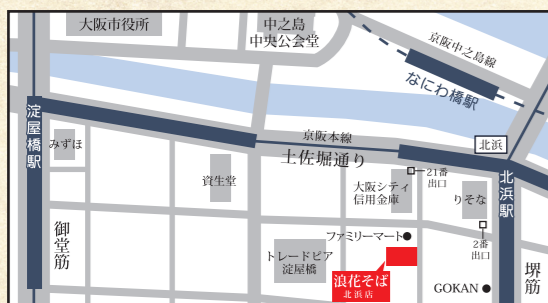 大阪市役所
中之島
中央公会堂
京阪中之島線
なにわ橋駅
淀屋橋駅
みずほ
京阪本線
土佐堀通り
北浜
資生堂
大阪シティ
信用金庫
21番
出口
りそな
北浜駅
御堂筋
ファミリーマート
2番
出口
トレードピア
淀屋橋
浪花そば
北浜店
GOKAN
堺筋